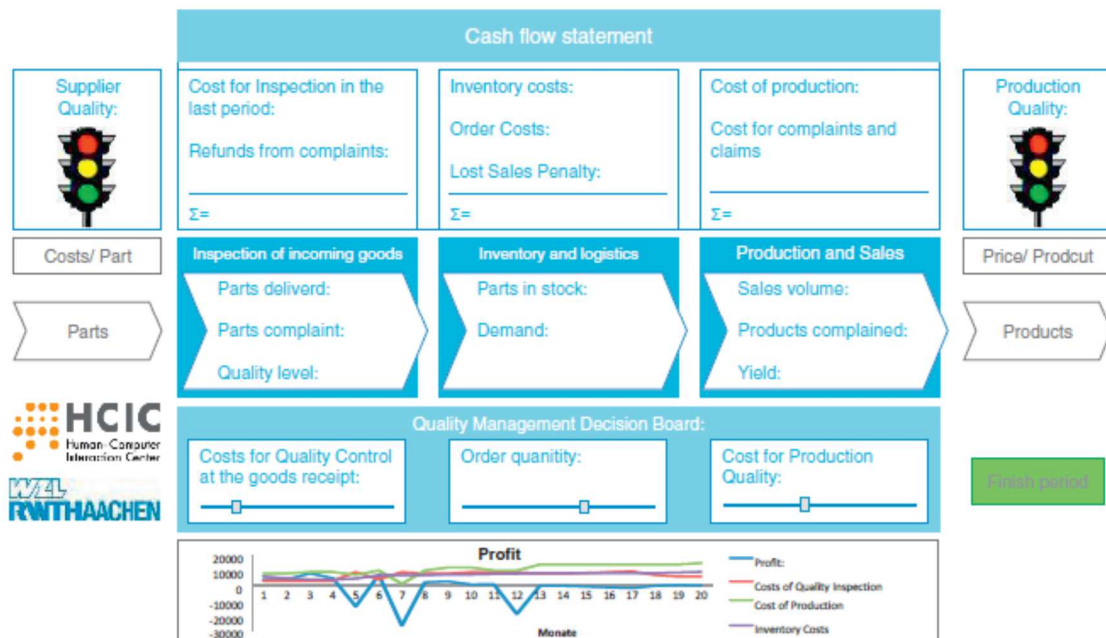 Cash flow statement
Supplier
Quality:
Cost for Inspection in the
last period:
Refunds from complaints:
Σ=
Inventory costs:
Order Costs:
Lost Sales Penalty:
Σ=
Cost of production:
Cost for complaints and
claims
Σ=
Production
Quality:
Costs/ Part
Inspection of incoming goods
Inventory and logistics
Production and Sales
Price/ Prodcut
Parts
Parts deliverd:
Parts complaint:
Quality level:
Parts in stock:
Demand:
Sales volume:
Products complained:
Yield:
Products
HCIC
Human-Computer
Interaction Center
WZL
RWTHAACHEN
Quality Management Decision Board:
Costs for Quality Control
at the goods receipt:
Order quanitity:
Cost for Production
Quality:
Finish period
Profit
20000
10000
0
-10000
-20000
-30000
1 2 3 4 5 6 7 8 9 10 11 12 13 14 15 16 17 18 19 20
Monate
Profit:
Costs of Quality Inspection
Cost of Production
Inventory Costs